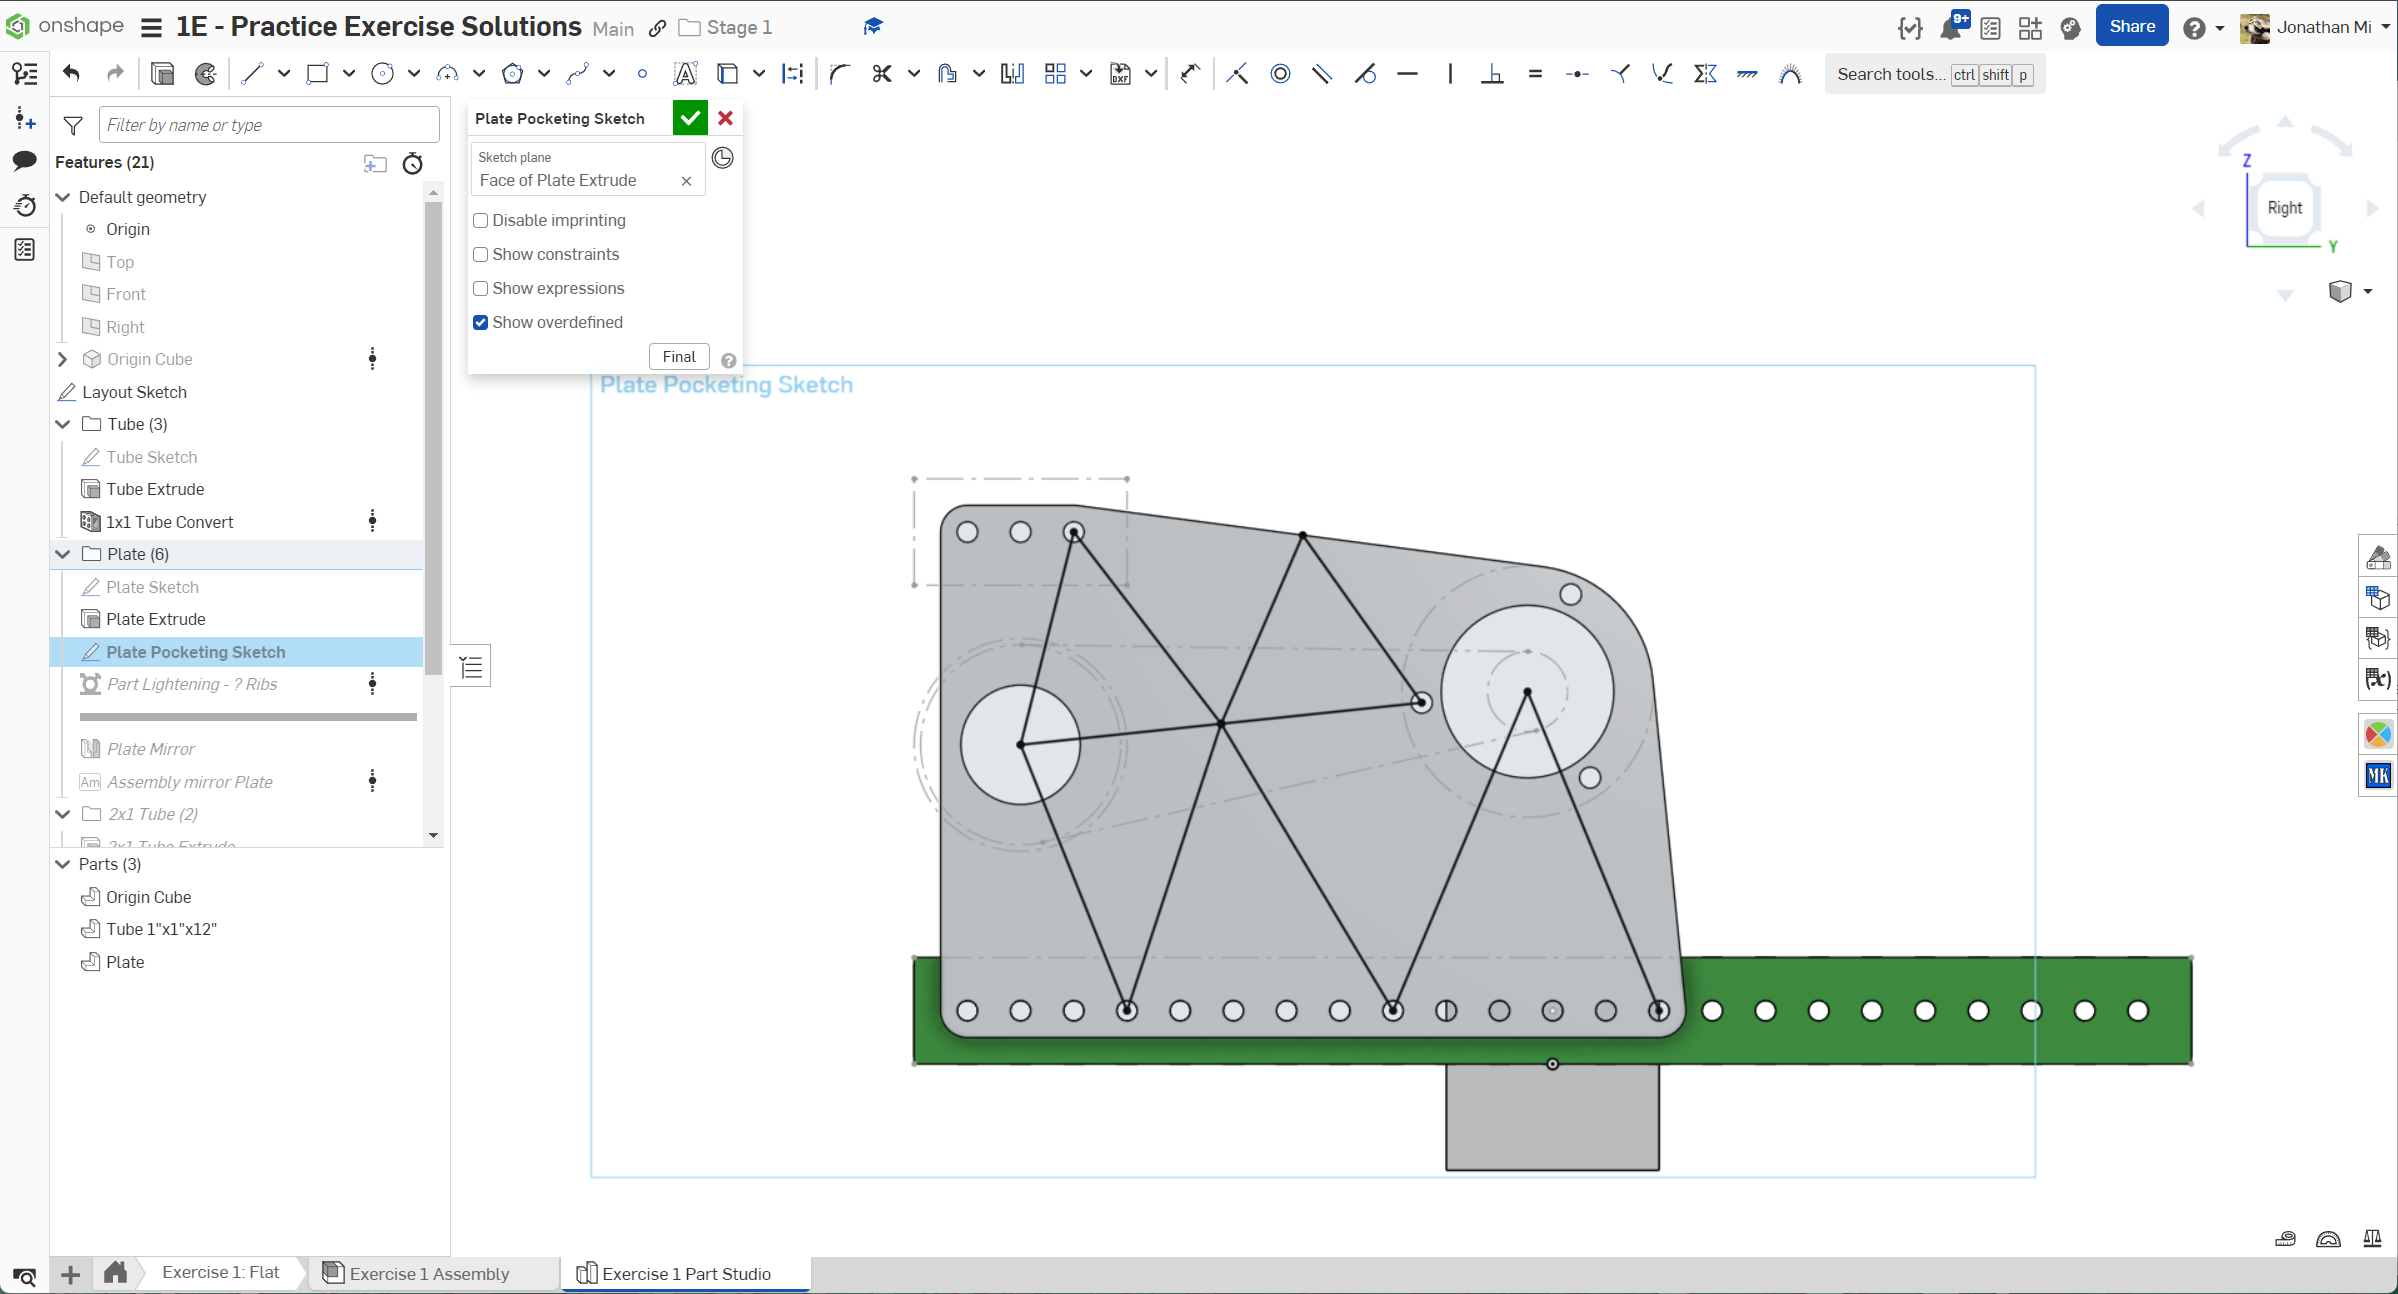 onshape 1E - Practice Exercise Solutions Main Stage 1 9+ Share Jonathan Mi
Search tools... ctrl shift p
Filter by name or type
Features (21)
Default geometry
Origin
Top
Front
Right
Origin Cube
Layout Sketch
Tube (3)
Tube Sketch
Tube Extrude
1x1 Tube Convert
Plate (6)
Plate Sketch
Plate Extrude
Plate Pocketing Sketch
Part Lightening - ? Ribs
Plate Mirror
Am Assembly mirror Plate
2x1 Tube (2)
2x1 Tube Extrude
Parts (3)
Origin Cube
Tube 1"x1"x12"
Plate
Plate Pocketing Sketch
Sketch plane
Face of Plate Extrude
Disable imprinting
Show constraints
Show expressions
Show overdefined
Final
Plate Pocketing Sketch
Z
Right
Y
(x)
MK
Exercise 1: Flat Exercise 1 Assembly Exercise 1 Part Studio